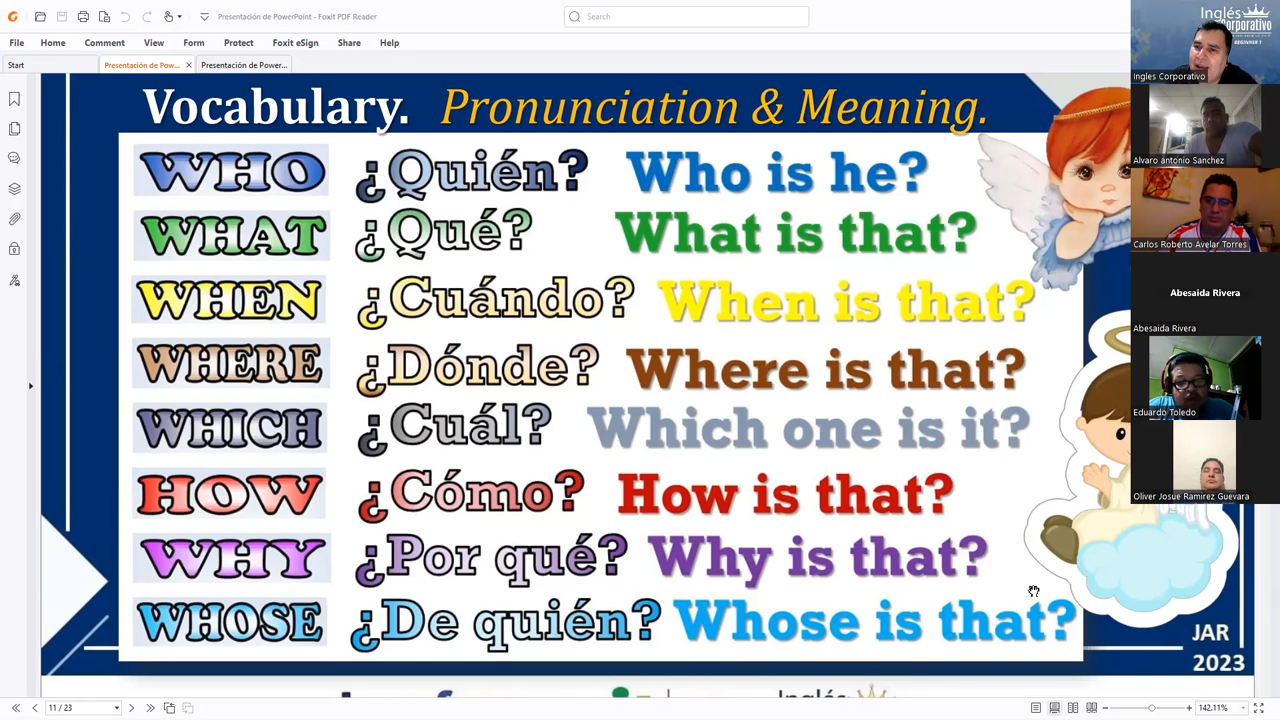 Presentación de PowerPoint - Foxit PDF Reader
Search
File Home Comment View Form Protect Foxit eSign Share Help
Start Presentación de Pow... Presentación de Power...
Vocabulary. Pronunciation & Meaning.
WHO ¿Quién? Who is he?
WHAT ¿Qué? What is that?
WHEN ¿Cuándo? When is that?
WHERE ¿Dónde? Where is that?
WHICH ¿Cuál? Which one is it?
HOW ¿Cómo? How is that?
WHY ¿Por qué? Why is that?
WHOSE ¿De quién? Whose is that?
JAR
2023
Inglés
Corporativo
BEGINNER 1
Ingles Corporativo
Alvaro antonio Sanchez
Carlos Roberto Avelar Torres
Abesaida Rivera
Abesaida Rivera
Eduardo Toledo
Oliver Josue Ramirez Guevara
Inglés
11 / 23
142.11%